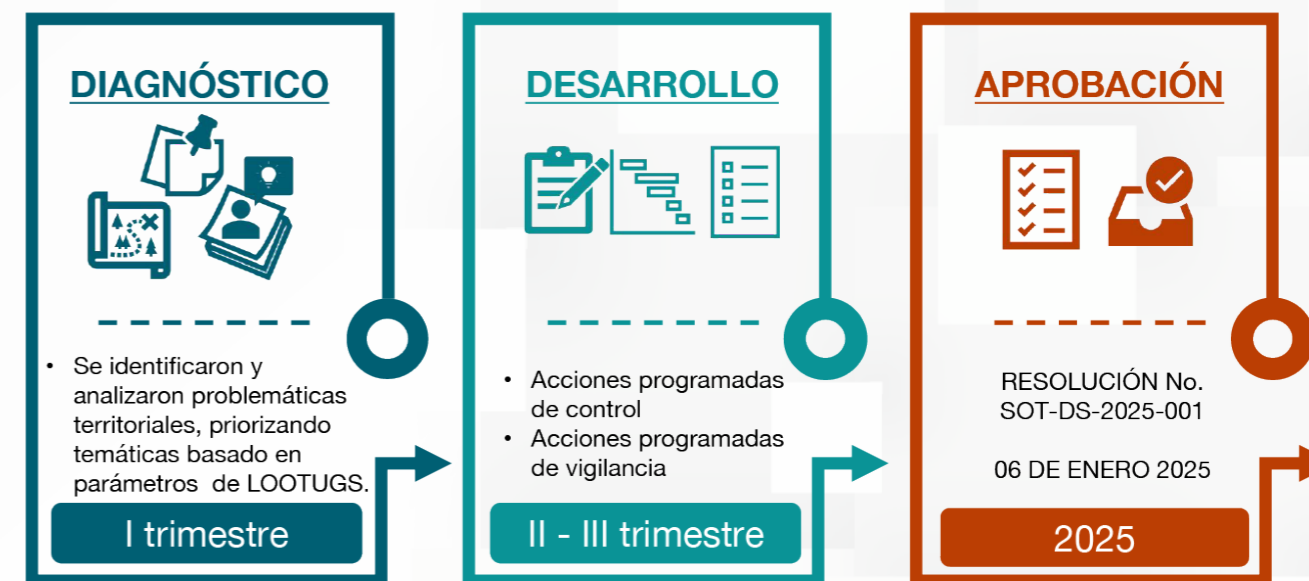 DIAGNÓSTICO
• Se identificaron y
analizaron problemáticas
territoriales, priorizando
temáticas basado en
parámetros de LOOTUGS.
I trimestre
DESARROLLO
• Acciones programadas
de control
• Acciones programadas
de vigilancia
II - III trimestre
APROBACIÓN
RESOLUCIÓN No.
SOT-DS-2025-001
06 DE ENERO 2025
2025